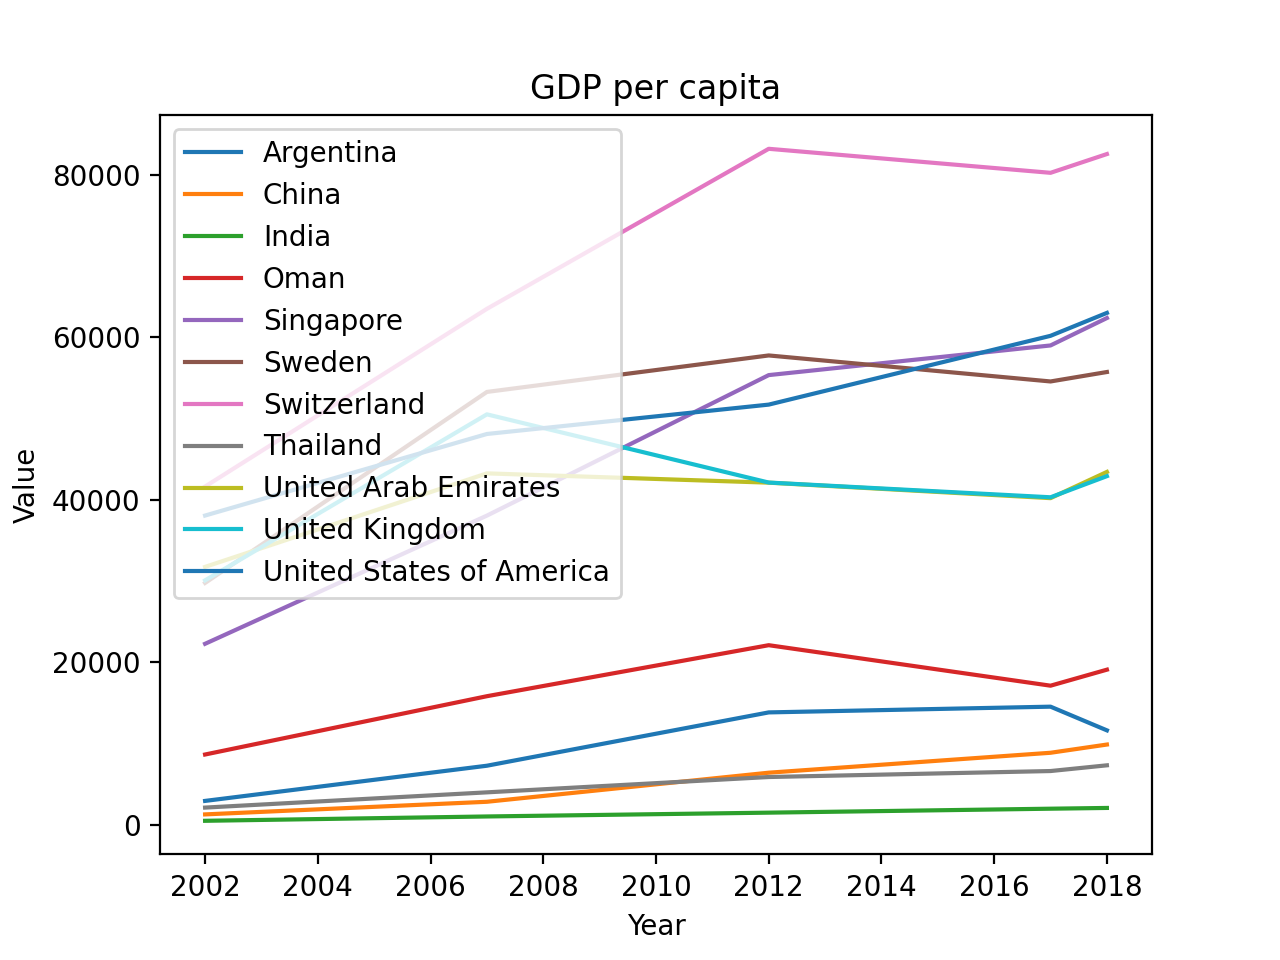 GDP per capita
Argentina
China
India
Oman
Singapore
Sweden
Switzerland
Thailand
United Arab Emirates
United Kingdom
United States of America
80000
60000
40000
20000
0
Value
2002 2004 2006 2008 2010 2012 2014 2016 2018
Year